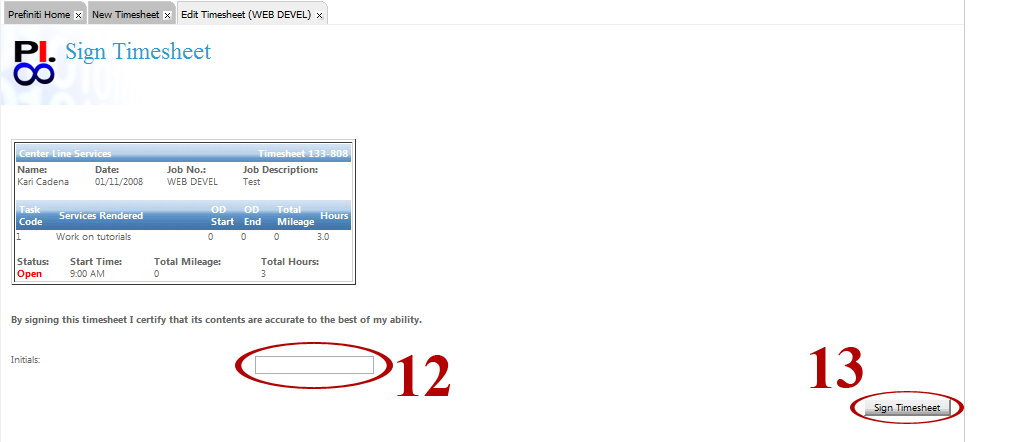 Prefiniti Home x New Timesheet x Edit Timesheet (WEB DEVEL) x
PI. Sign Timesheet
Center Line Services Timesheet 133-808
Name: Date: Job No.: Job Description:
Kari Cadena 01/11/2008 WEB DEVEL Test
Task Code Services Rendered OD Start OD End Total Mileage Hours
1 Work on tutorials 0 0 0 3.0
Status: Start Time: Total Mileage: Total Hours:
Open 9:00 AM 0 3
By signing this timesheet I certify that its contents are accurate to the best of my ability.
Initials:
12
13
Sign Timesheet